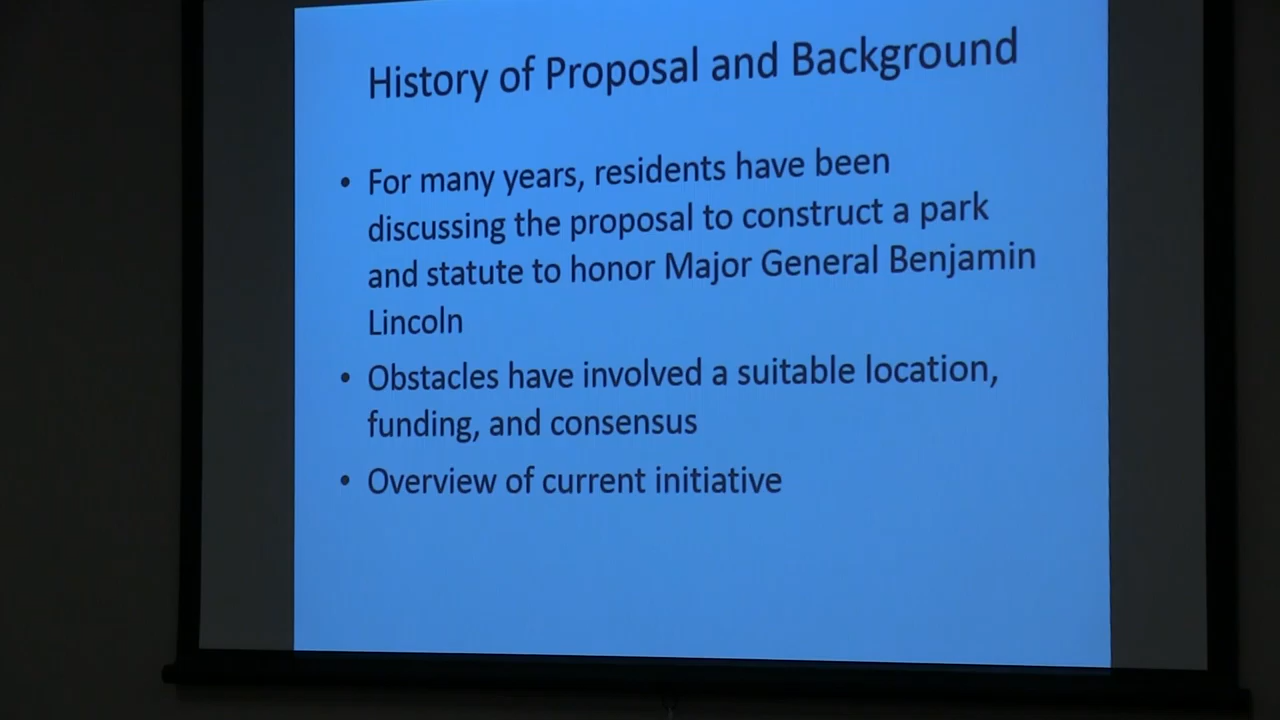 History of Proposal and Background
• For many years, residents have been
discussing the proposal to construct a park
and statute to honor Major General Benjamin
Lincoln
• Obstacles have involved a suitable location,
funding, and consensus
• Overview of current initiative